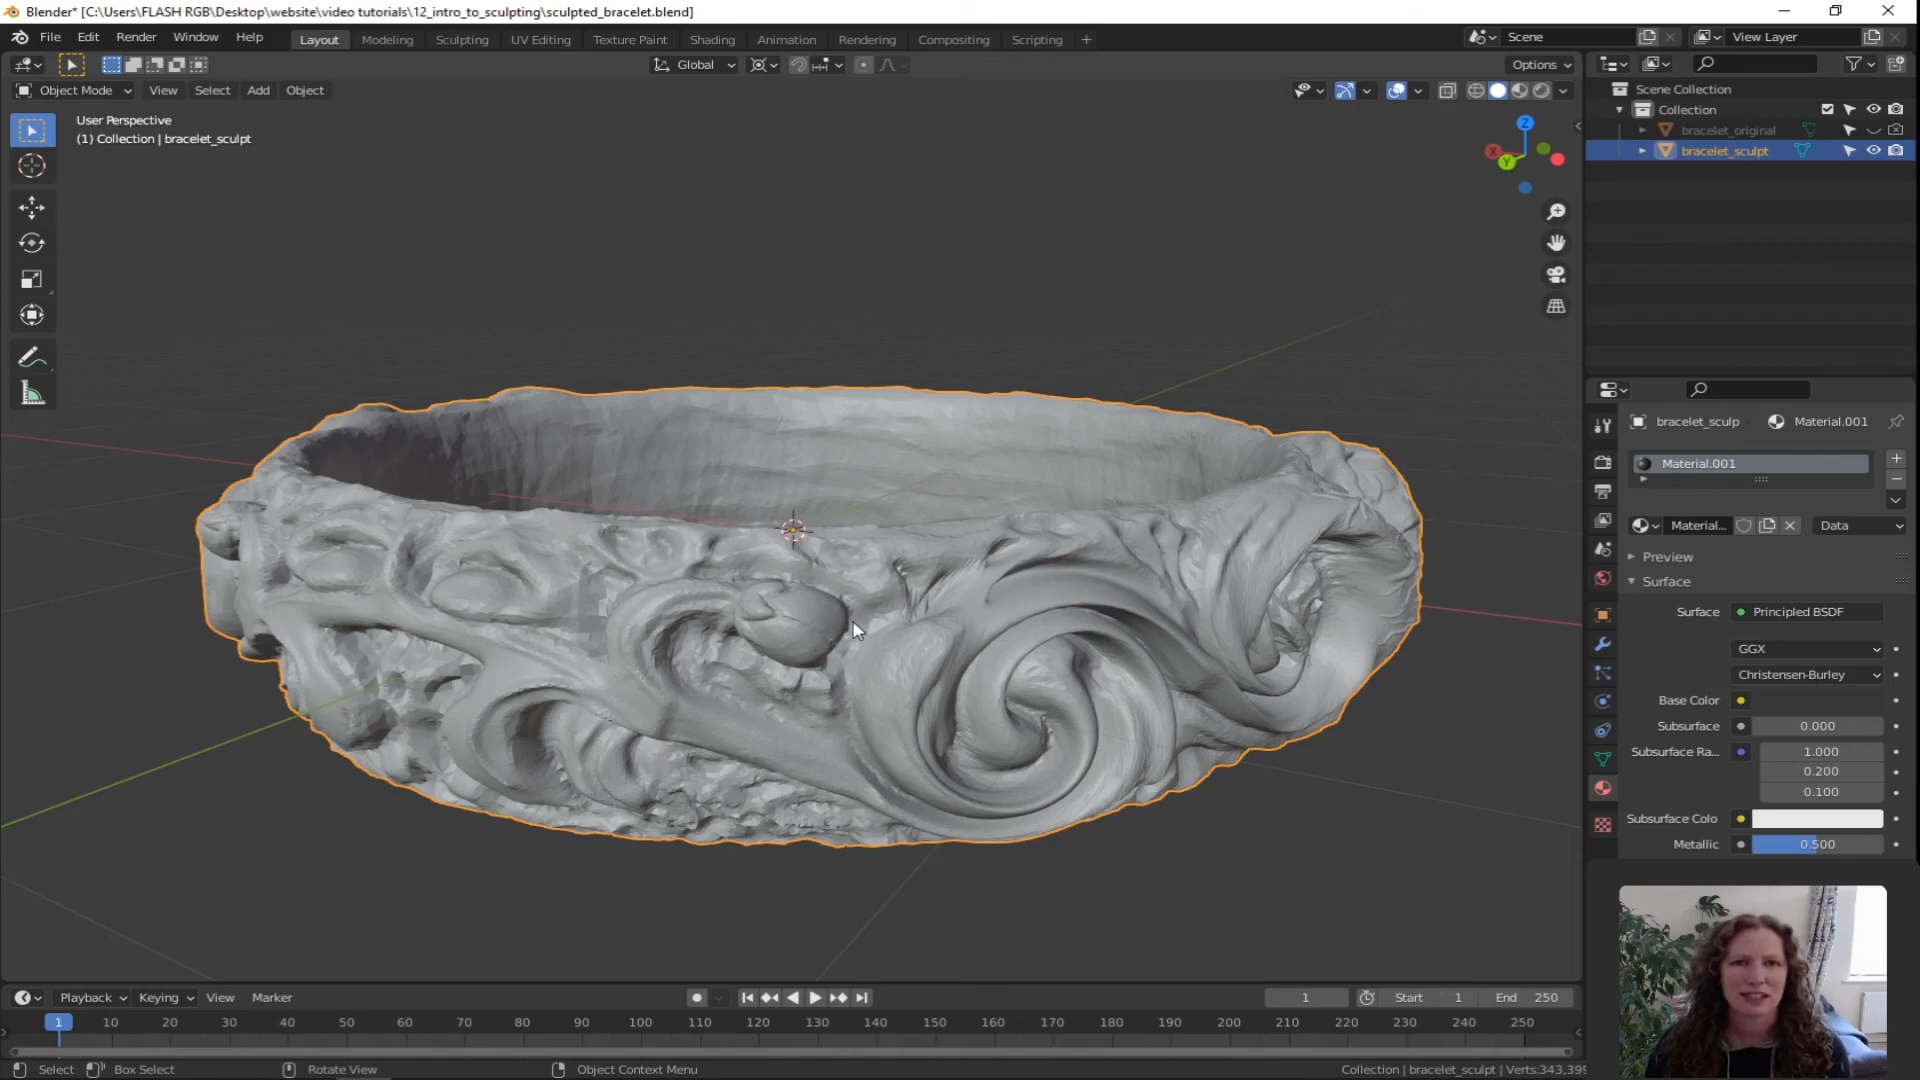 Blender* [C:\Users\FLASH RGB\Desktop\website\video tutorials\12_intro_to_sculpting\sculpted_bracelet.blend]
File Edit Render Window Help Layout Modeling Sculpting UV Editing Texture Paint Shading Animation Rendering Compositing Scripting + Scene View Layer
Global Options
Object Mode View Select Add Object
User Perspective
(1) Collection | bracelet_sculpt
Z
X
Y
Scene Collection
Collection
bracelet_original
bracelet_sculpt
bracelet_sculp Material.001
Material.001
Material... Data
Preview
Surface
Surface Principled BSDF
GGX
Christensen-Burley
Base Color
Subsurface 0.000
Subsurface Ra... 1.000
0.200
0.100
Subsurface Colo
Metallic 0.500
Playback Keying View Marker 1 Start 1 End 250
1 10 20 30 40 50 60 70 80 90 100 110 120 130 140 150 160 170 180 190 200 210 220 230 240 250
Select Box Select Rotate View Object Context Menu Collection | bracelet_sculpt | Verts:343,399